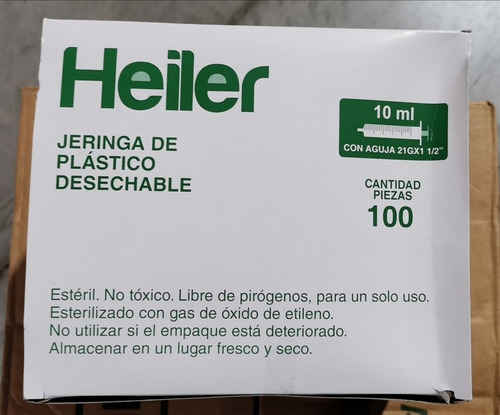 Heiler
10 ml
CON AGUJA 21GX1 1/2"
JERINGA DE
PLÁSTICO
DESECHABLE
CANTIDAD
PIEZAS
100
Estéril. No tóxico. Libre de pirógenos, para un solo uso.
Esterilizado con gas de óxido de etileno.
No utilizar si el empaque está deteriorado.
Almacenar en un lugar fresco y seco.